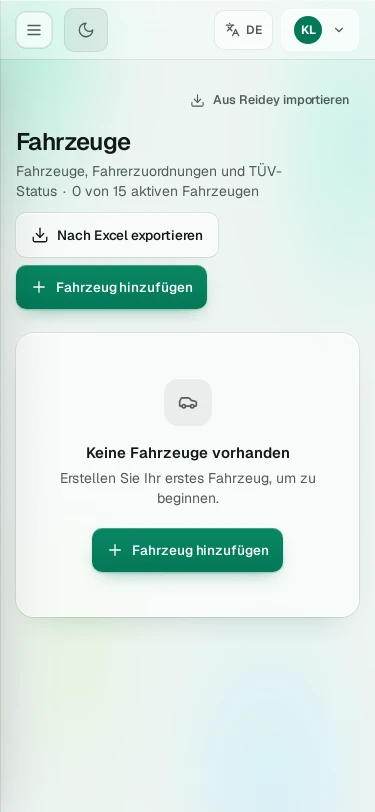 DE
KL
Aus Reidey importieren
Fahrzeuge
Fahrzeuge, Fahrerzuordnungen und TÜV-
Status · 0 von 15 aktiven Fahrzeugen
Nach Excel exportieren
Fahrzeug hinzufügen
Keine Fahrzeuge vorhanden
Erstellen Sie Ihr erstes Fahrzeug, um zu
beginnen.
Fahrzeug hinzufügen